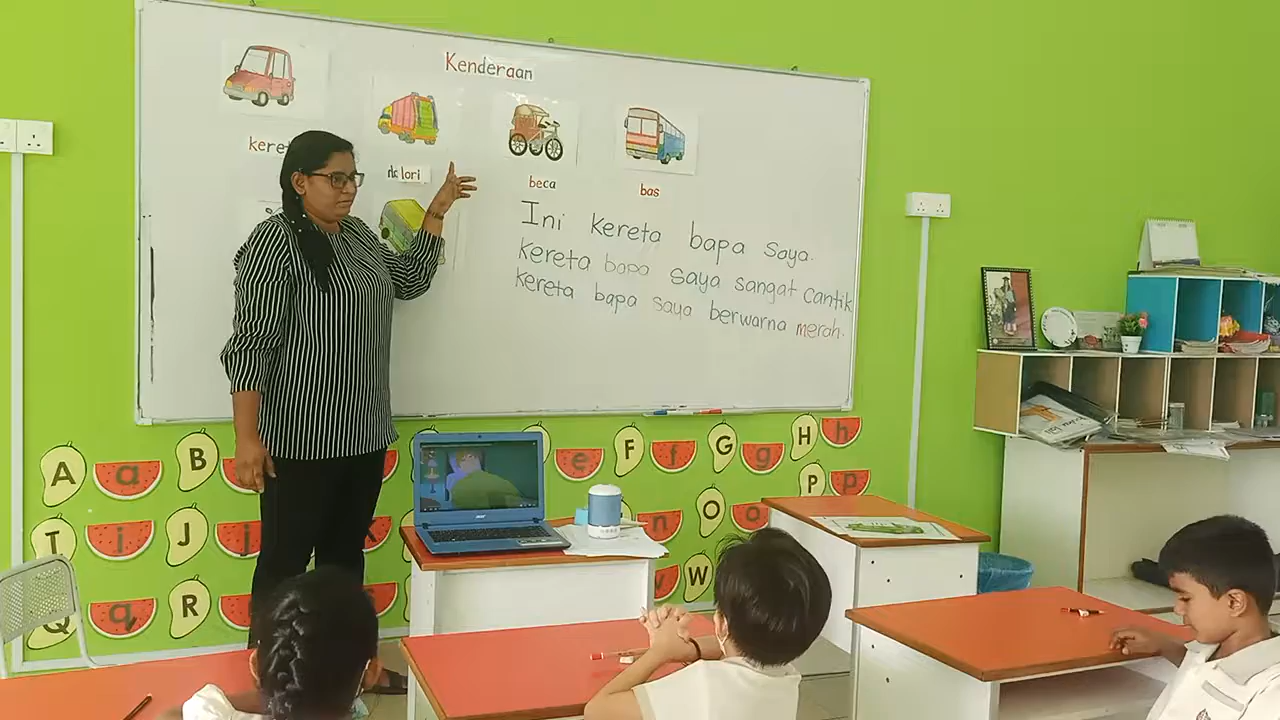 Kenderaan
lori
beca
bas
Ini kereta bapa saya.
kereta bapa saya sangat cantik
kereta bapa saya berwarna merah.
A a B F f G g H h
e
P p
I i J j
n O o
q R
W
Q